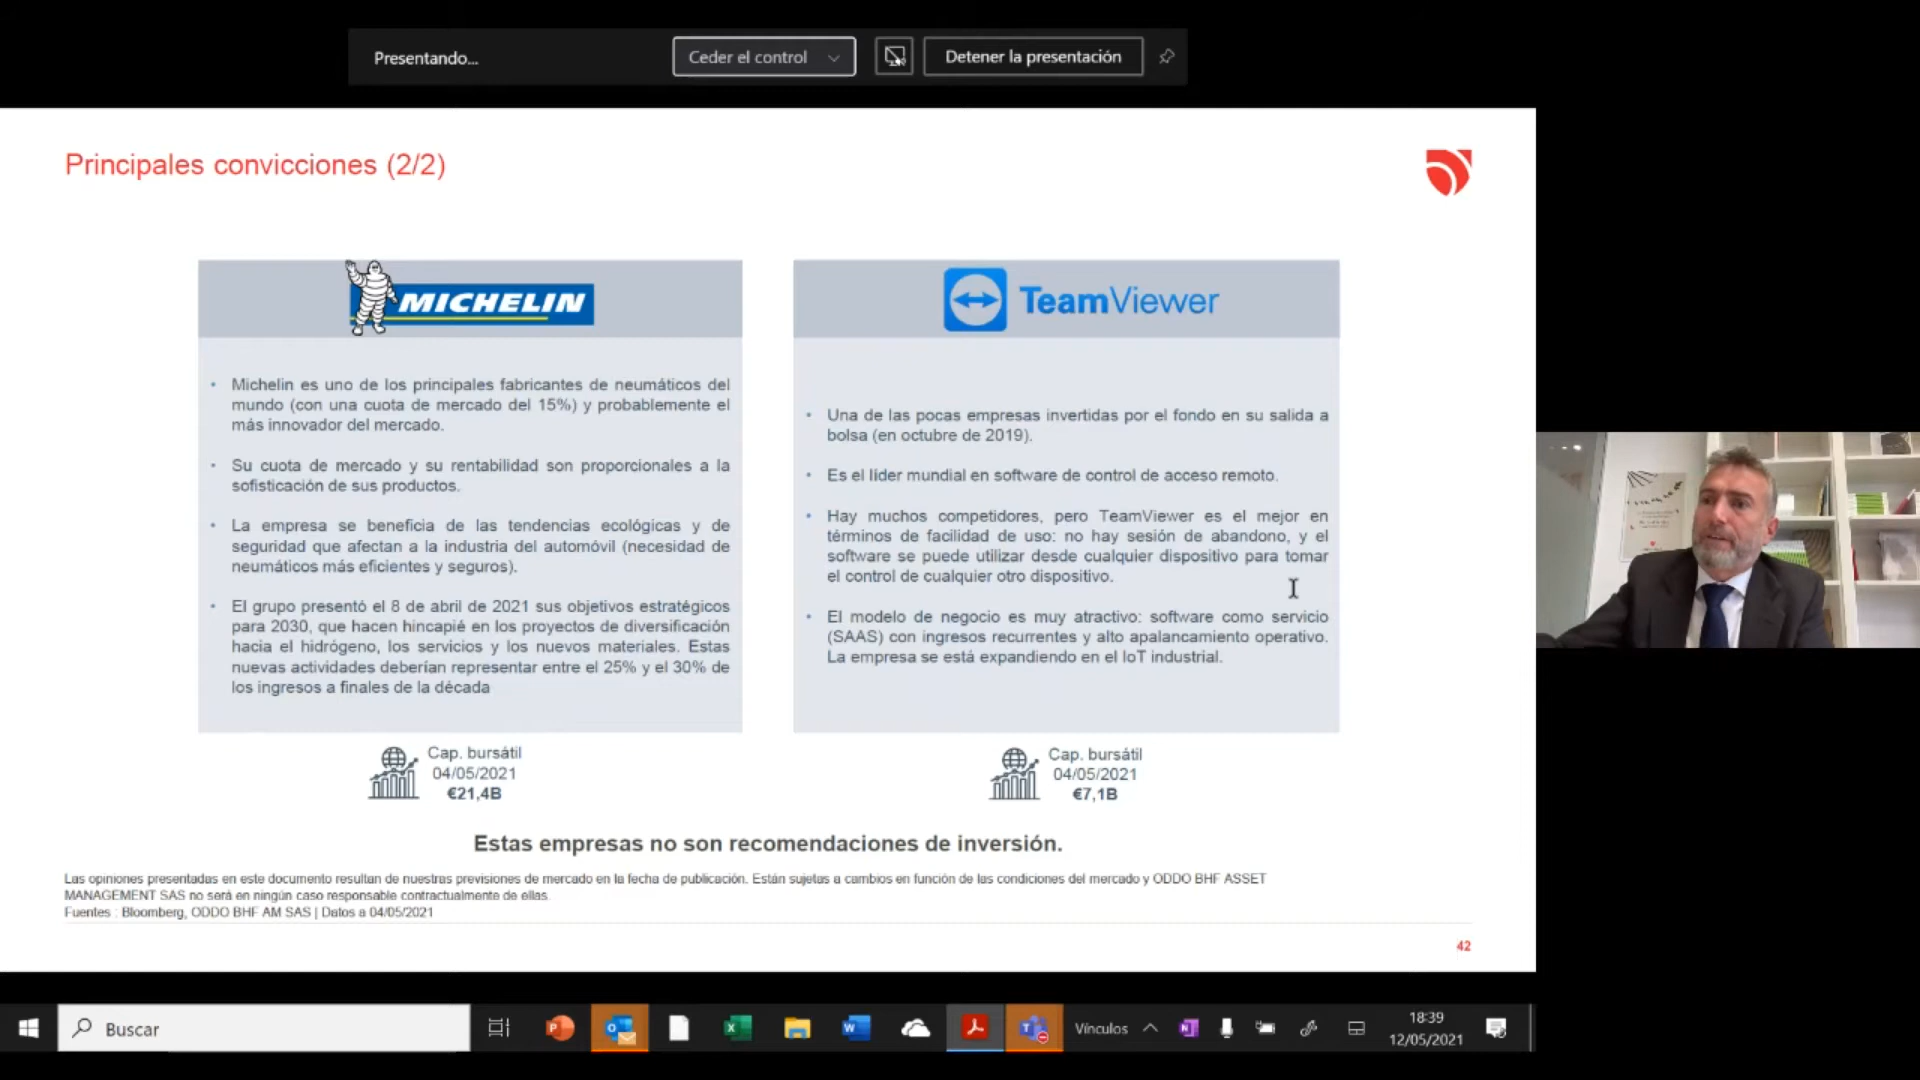 Presentando...
Ceder el control
Detener la presentación
Principales convicciones (2/2)
MICHELIN
• Michelin es uno de los principales fabricantes de neumáticos del
mundo (con una cuota de mercado del 15%) y probablemente el
más innovador del mercado.
• Su cuota de mercado y su rentabilidad son proporcionales a la
sofisticación de sus productos.
• La empresa se beneficia de las tendencias ecológicas y de
seguridad que afectan a la industria del automóvil (necesidad de
neumáticos más eficientes y seguros).
• El grupo presentó el 8 de abril de 2021 sus objetivos estratégicos
para 2030, que hacen hincapié en los proyectos de diversificación
hacia el hidrógeno, los servicios y los nuevos materiales. Estas
nuevas actividades deberían representar entre el 25% y el 30% de
los ingresos a finales de la década
Cap. bursátil
04/05/2021
€21,4B
TeamViewer
• Una de las pocas empresas invertidas por el fondo en su salida a
bolsa (en octubre de 2019).
• Es el líder mundial en software de control de acceso remoto.
• Hay muchos competidores, pero TeamViewer es el mejor en
términos de facilidad de uso: no hay sesión de abandono, y el
software se puede utilizar desde cualquier dispositivo para tomar
el control de cualquier otro dispositivo.
• El modelo de negocio es muy atractivo: software como servicio
(SAAS) con ingresos recurrentes y alto apalancamiento operativo.
La empresa se está expandiendo en el IoT industrial.
Cap. bursátil
04/05/2021
€7,1B
Estas empresas no son recomendaciones de inversión.
Las opiniones presentadas en este documento resultan de nuestras previsiones de mercado en la fecha de publicación. Están sujetas a cambios en función de las condiciones del mercado y ODDO BHF ASSET
MANAGEMENT SAS no será en ningún caso responsable contractualmente de ellas.
Fuentes : Bloomberg, ODDO BHF AM SAS | Datos a 04/05/2021
42
Buscar
Vínculos
18:39
12/05/2021